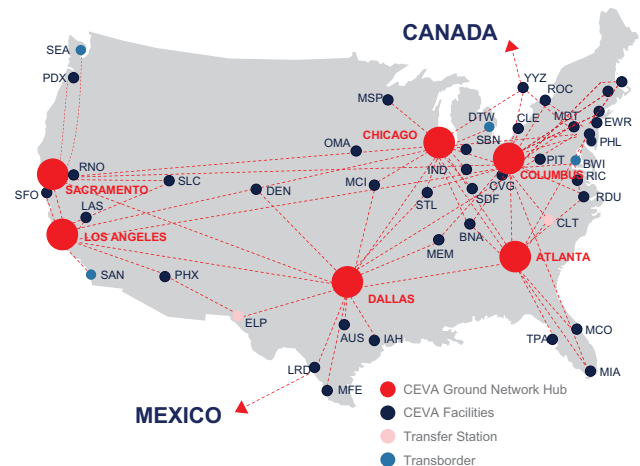 CANADA
SEA
PDX
MSP
YYZ
ROC
DTW
CLE
MDT
EWR
CHICAGO
SBN
PHL
OMA
RNO
IND
PIT
BWI
SACRAMENTO
SLC
MCI
CVG
COLUMBUS
RIC
SFO
LAS
DEN
STL
SDF
RDU
LOS ANGELES
BNA
CLT
MEM
ATLANTA
SAN
PHX
DALLAS
ELP
AUS
IAH
TPA
MCO
LRD
MFE
MIA
MEXICO
CEVA Ground Network Hub
CEVA Facilities
Transfer Station
Transborder